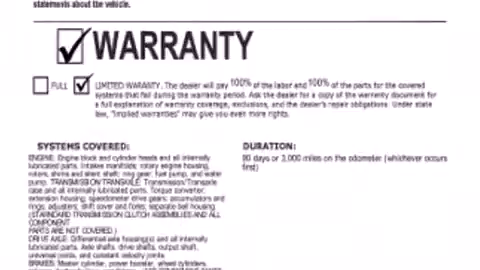 statements about the vehicle.
WARRANTY
FULL
LIMITED WARRANTY. The dealer will pay 100% of the labor and 100% of the parts for the covered
systems that fail during the warranty period. Ask the dealer for a copy of the warranty document for
a full explanation of warranty coverage, exclusions, and the dealer's repair obligations. Under state
law, "implied warranties" may give you even more rights.
SYSTEMS COVERED:
ENGINE: Engine block and cylinder heads and all internally
lubricated parts. Intake manifolds; rotary engine housing,
rotors, shims and silent shaft; ring gear; fuel pump, and water
pump. TRANSMISSION/TRANSAXLE: Transmission/Transaxle
case and all internally lubricated parts. Torque converter;
extension housing; speedometer drive gears; accumulators and
rings; adjusters; shift cover and forks; separate bell housing
(STANDARD TRANSMISSION CLUTCH ASSEMBLIES AND ALL
COMPONENT
PARTS ARE NOT COVERED.)
DRIVE AXLE: Differential axle housing(s) and all internally
lubricated parts. Axle shafts, drive shafts, output shaft,
universal joints, and constant velocity joints
BRAKES: Master cylinder, power booster, wheel cylinders,
DURATION:
90 days or 3,000 miles on the odometer (whichever occurs
first)